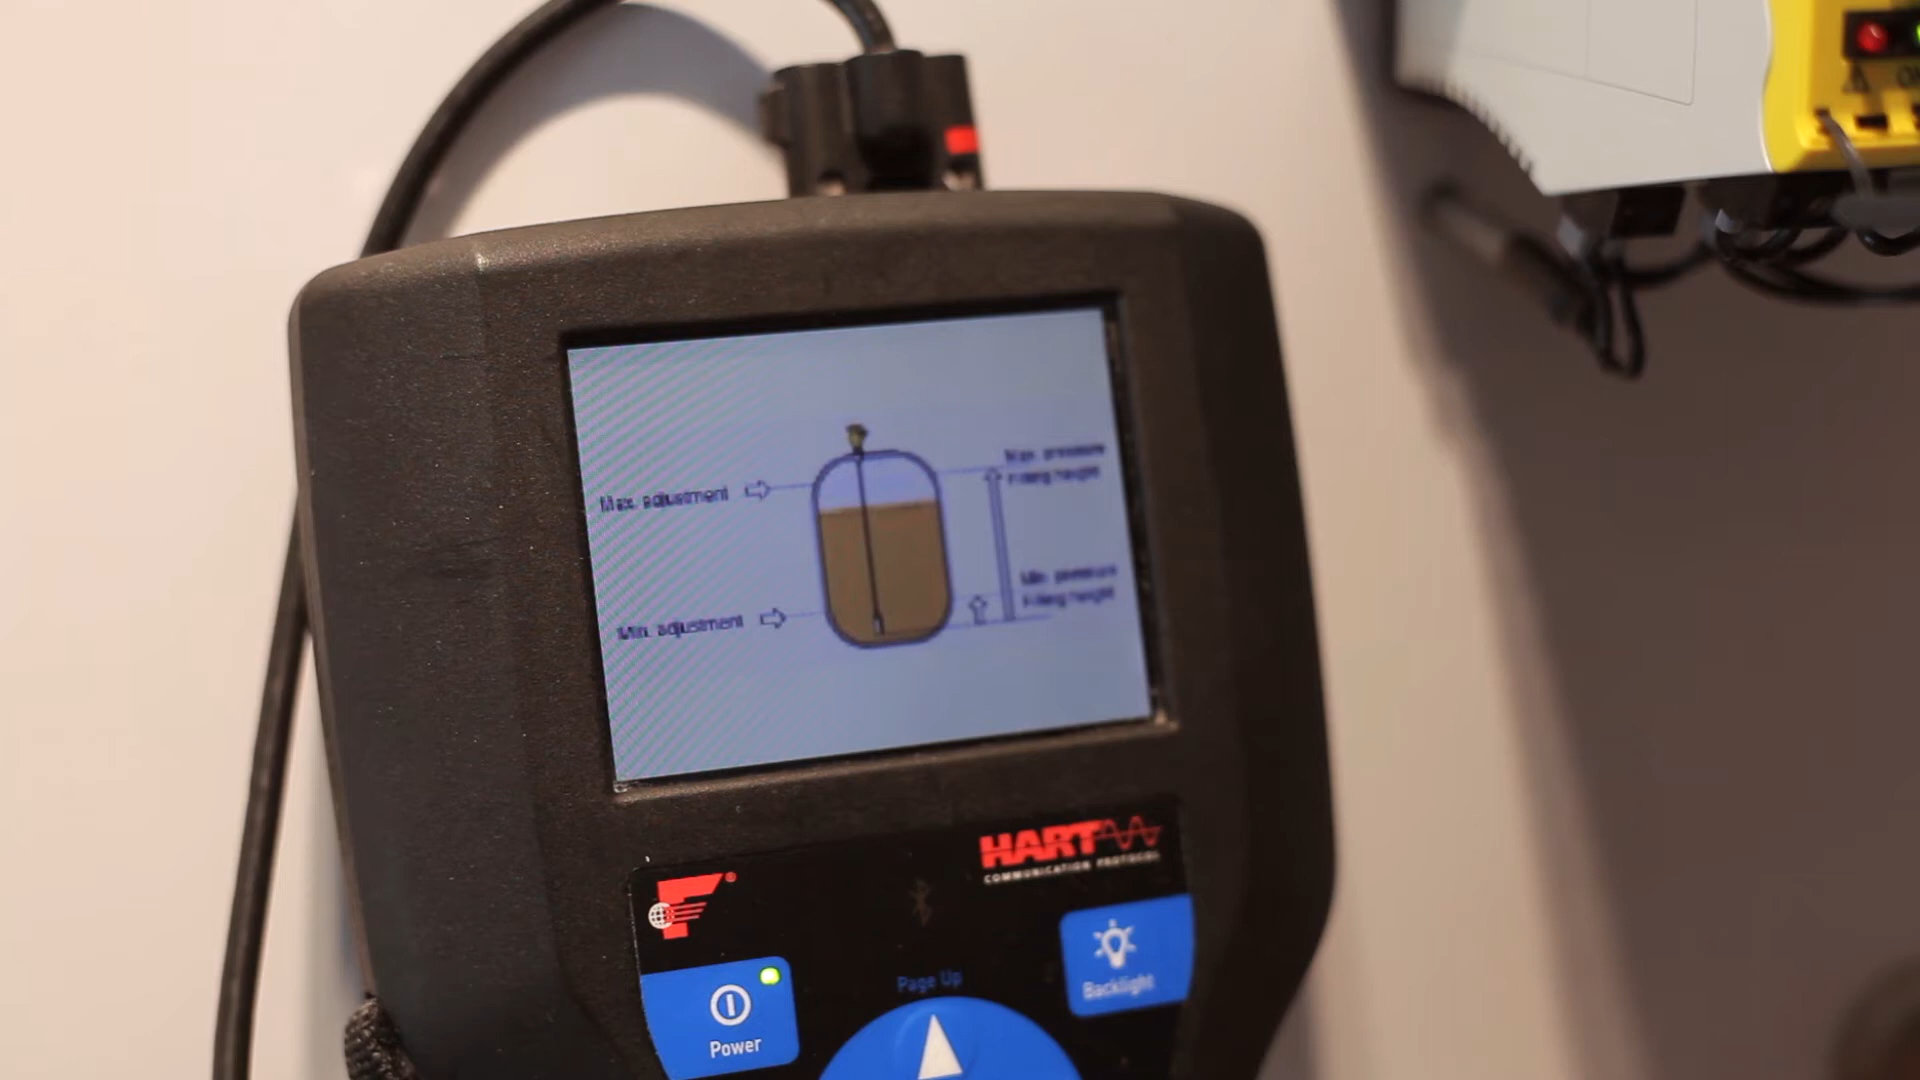 Max. adjustment
Max. pressure
Filling height
Min. adjustment
Min. pressure
Filling height
HART
COMMUNICATION PROTOCOL
F®
Page Up
Backlight
Power